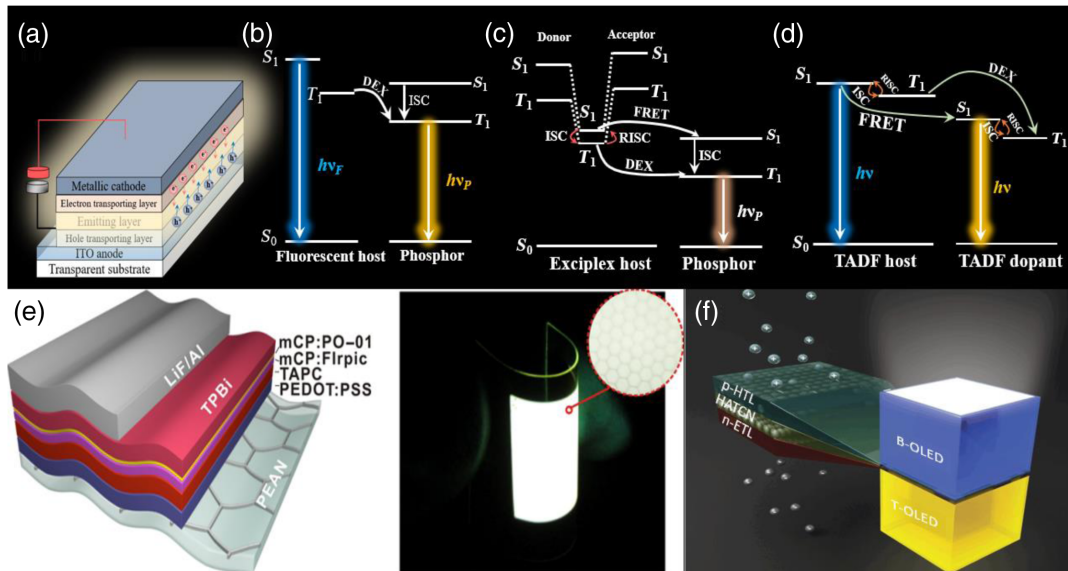 (a)
Metallic cathode
Electron transporting layer
Emitting layer
Hole transporting layer
ITO anode
Transparent substrate
(b)
S₁
T₁
DEX
S₁
ISC
T₁
hνF
hνP
S₀
Fluorescent host
Phosphor
(c)
Donor
Acceptor
S₁
S₁
T₁
T₁
S₁
FRET
ISC
RISC
S₁
T₁
ISC
DEX
T₁
hνP
S₀
Exciplex host
Phosphor
(d)
DEX
S₁
RISC
ISC
T₁
FRET
S₁
RISC
ISC
T₁
hν
hν
S₀
TADF host
TADF dopant
(e)
LiF/Al
TPBi
mCP:PO–01
mCP:FIrpic
TAPC
PEDOT:PSS
PEAN
(f)
p-HTL
HATCN
n-ETL
B-OLED
T-OLED